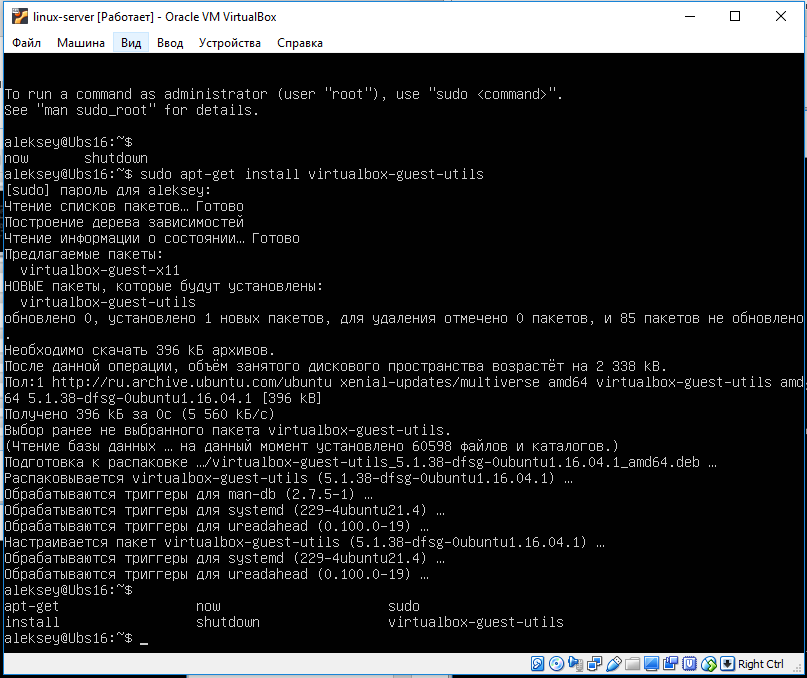 linux-server [Работает] - Oracle VM VirtualBox
Файл Машина Вид Ввод Устройства Справка
To run a command as administrator (user "root"), use "sudo <command>".
See "man sudo_root" for details.
aleksey@Ubs16:~$
now shutdown
aleksey@Ubs16:~$ sudo apt-get install virtualbox-guest-utils
[sudo] пароль для aleksey:
Чтение списков пакетов… Готово
Построение дерева зависимостей
Чтение информации о состоянии… Готово
Предлагаемые пакеты:
virtualbox-guest-x11
НОВЫЕ пакеты, которые будут установлены:
virtualbox-guest-utils
обновлено 0, установлено 1 новых пакетов, для удаления отмечено 0 пакетов, и 85 пакетов не обновлено
.
Необходимо скачать 396 kБ архивов.
После данной операции, объём занятого дискового пространства возрастёт на 2 338 kB.
Пол:1 http://ru.archive.ubuntu.com/ubuntu xenial-updates/multiverse amd64 virtualbox-guest-utils amd
64 5.1.38-dfsg-0ubuntu1.16.04.1 [396 kB]
Получено 396 kБ за 0с (5 560 kБ/c)
Выбор ранее не выбранного пакета virtualbox-guest-utils.
(Чтение базы данных … на данный момент установлено 60598 файлов и каталогов.)
Подготовка к распаковке …/virtualbox-guest-utils_5.1.38-dfsg-0ubuntu1.16.04.1_amd64.deb …
Распаковывается virtualbox-guest-utils (5.1.38-dfsg-0ubuntu1.16.04.1) …
Обрабатываются триггеры для man-db (2.7.5-1) …
Обрабатываются триггеры для systemd (229-4ubuntu21.4) …
Обрабатываются триггеры для ureadahead (0.100.0-19) …
Настраивается пакет virtualbox-guest-utils (5.1.38-dfsg-0ubuntu1.16.04.1) …
Обрабатываются триггеры для systemd (229-4ubuntu21.4) …
Обрабатываются триггеры для ureadahead (0.100.0-19) …
aleksey@Ubs16:~$
apt-get now sudo
install shutdown virtualbox-guest-utils
aleksey@Ubs16:~$ _
Right Ctrl